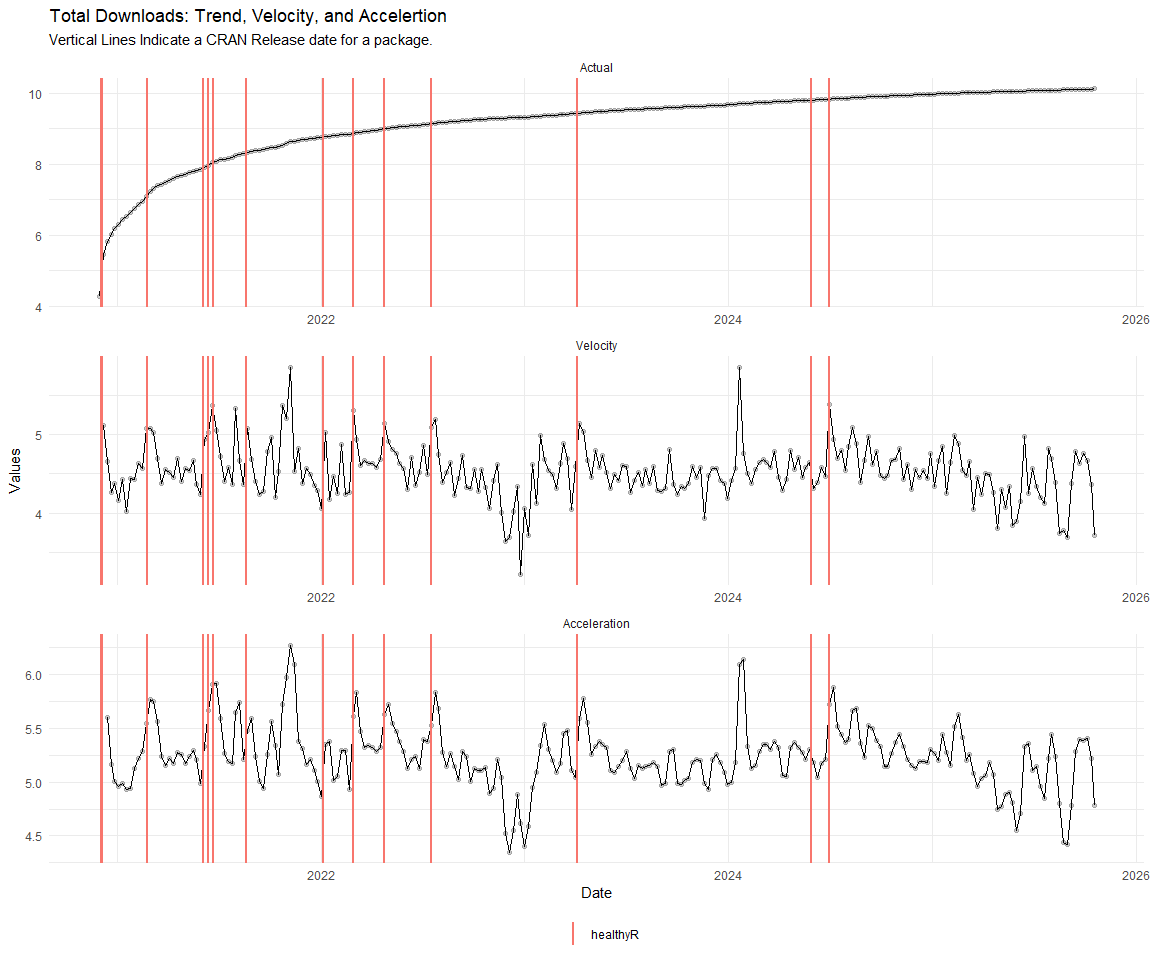 Total Downloads: Trend, Velocity, and Accelertion
Vertical Lines Indicate a CRAN Release date for a package.
Actual
10
8
6
4
2022
2024
2026
Velocity
5
4
2022
2024
2026
Values
Acceleration
6.0
5.5
5.0
4.5
2022
2024
2026
Date
healthyR